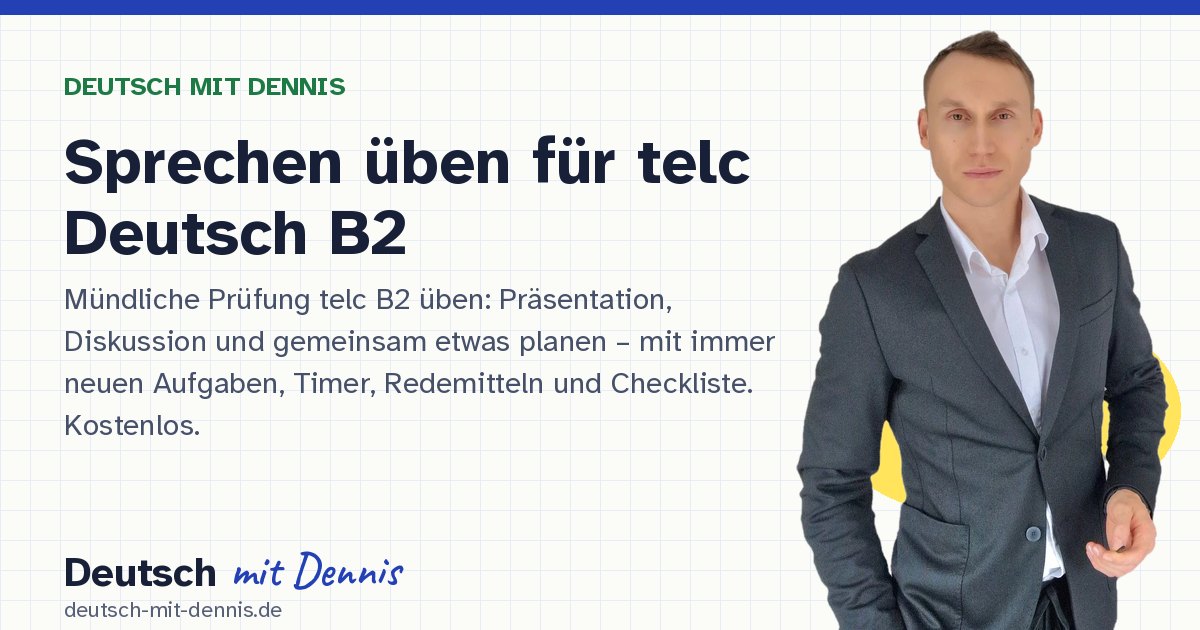 DEUTSCH MIT DENNIS
Sprechen üben für telc
Deutsch B2
Mündliche Prüfung telc B2 üben: Präsentation,
Diskussion und gemeinsam etwas planen – mit immer
neuen Aufgaben, Timer, Redemitteln und Checkliste.
Kostenlos.
Deutsch mit Dennis
deutsch-mit-dennis.de